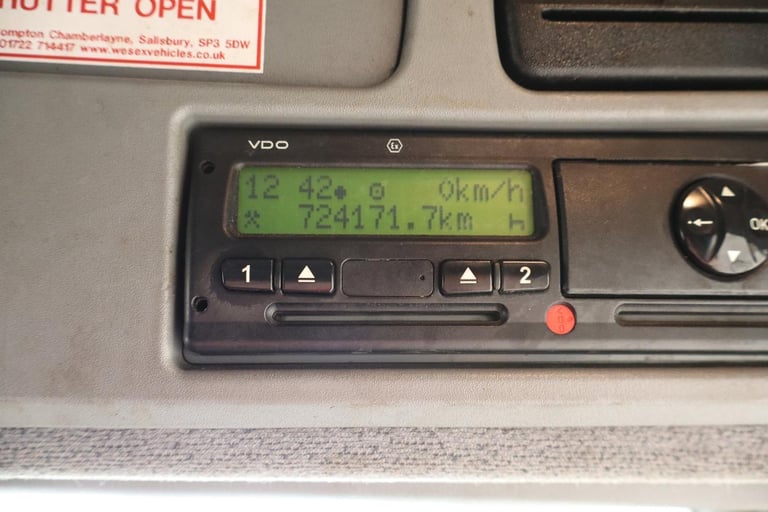 HUTTER OPEN
ompton Chamberlayne, Salisbury, SP3 5DW
01722 714417 www.wesexvehicles.co.uk
VDO Ex
12 42 0km/h
724171.7km
1 2
OK